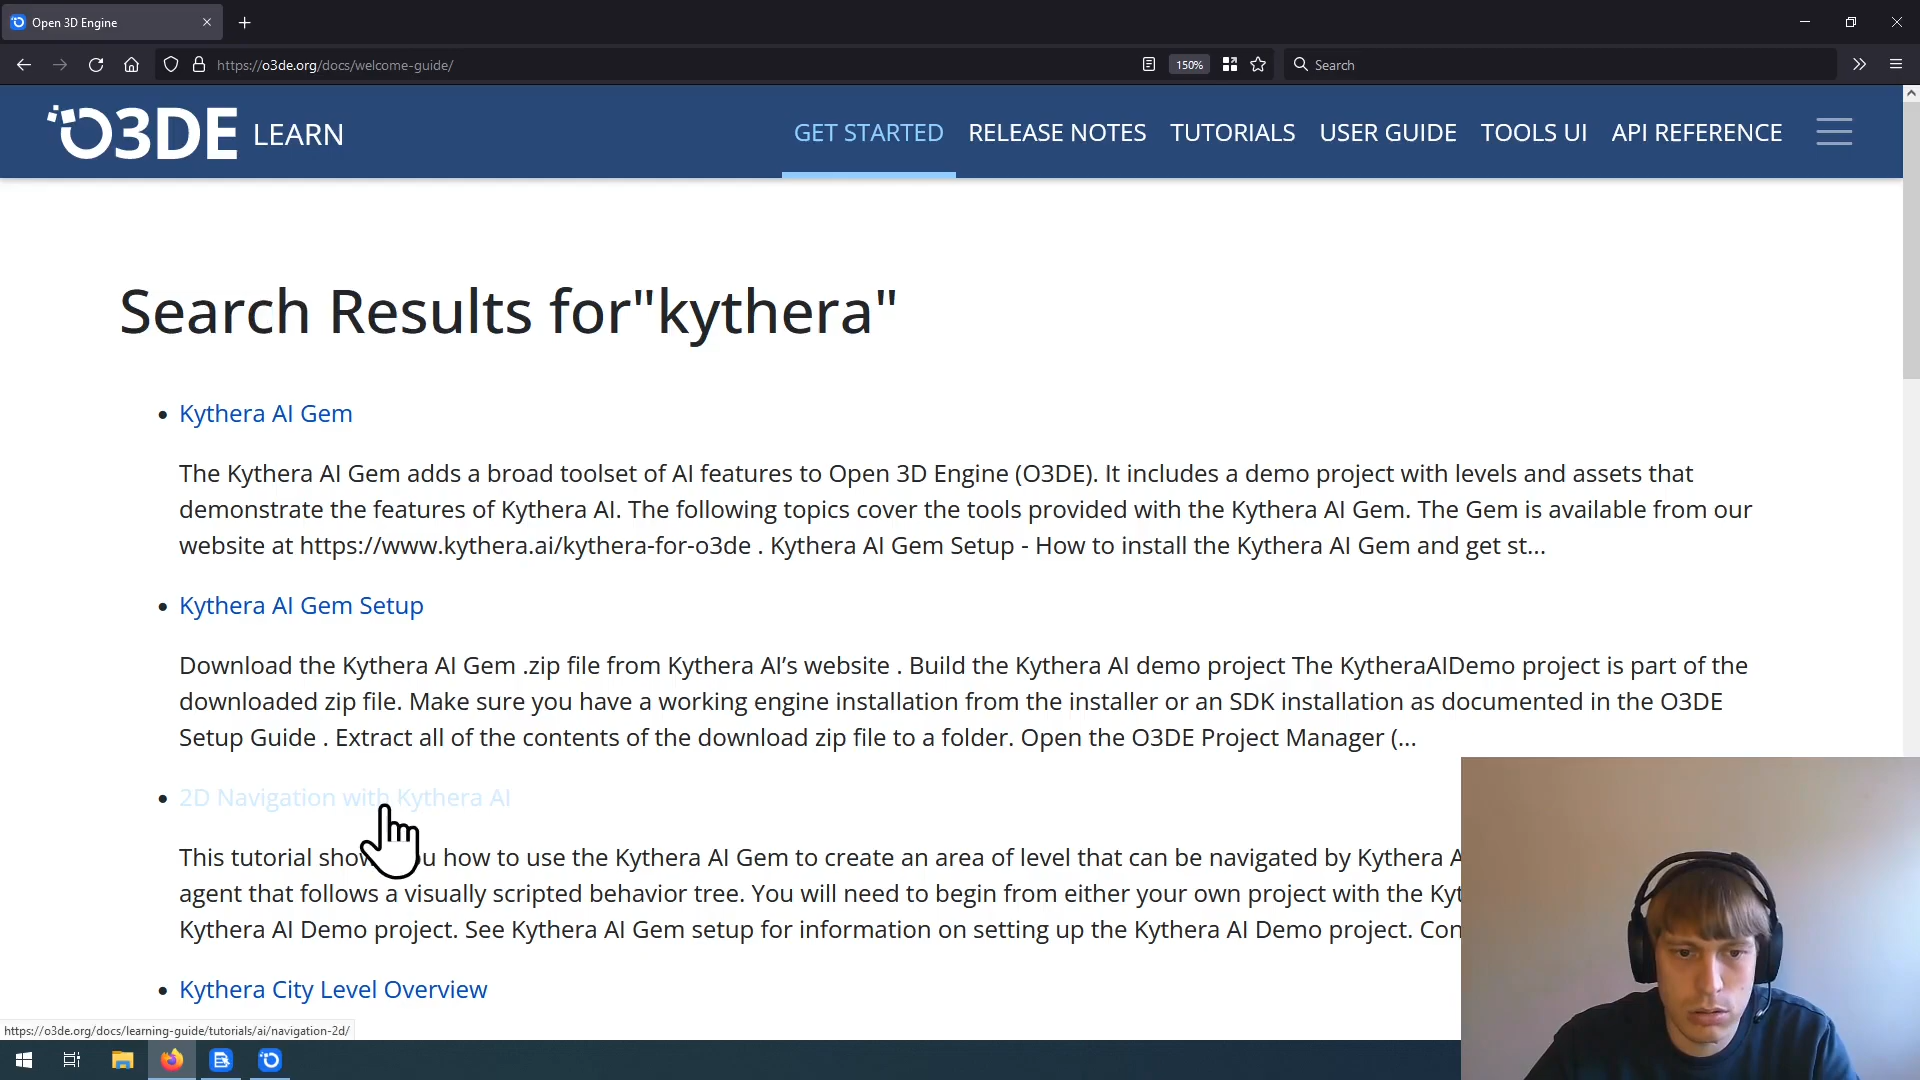 Open 3D Engine
https://o3de.org/docs/welcome-guide/
150%
Search
O3DE LEARN
GET STARTED
RELEASE NOTES
TUTORIALS
USER GUIDE
TOOLS UI
API REFERENCE
Search Results for"kythera"
Kythera AI Gem
The Kythera AI Gem adds a broad toolset of AI features to Open 3D Engine (O3DE). It includes a demo project with levels and assets that
demonstrate the features of Kythera AI. The following topics cover the tools provided with the Kythera AI Gem. The Gem is available from our
website at https://www.kythera.ai/kythera-for-o3de . Kythera AI Gem Setup - How to install the Kythera AI Gem and get st...
Kythera AI Gem Setup
Download the Kythera AI Gem .zip file from Kythera AI’s website . Build the Kythera AI demo project The KytheraAIDemo project is part of the
downloaded zip file. Make sure you have a working engine installation from the installer or an SDK installation as documented in the O3DE
Setup Guide . Extract all of the contents of the download zip file to a folder. Open the O3DE Project Manager (...
2D Navigation with Kythera AI
This tutorial how to use the Kythera AI Gem to create an area of level that can be navigated by Kythera
agent that follows a visually scripted behavior tree. You will need to begin from either your own project with the
Kythera AI Demo project. See Kythera AI Gem setup for information on setting up the Kythera AI Demo project.
Kythera City Level Overview
https://o3de.org/docs/learning-guide/tutorials/ai/navigation-2d/